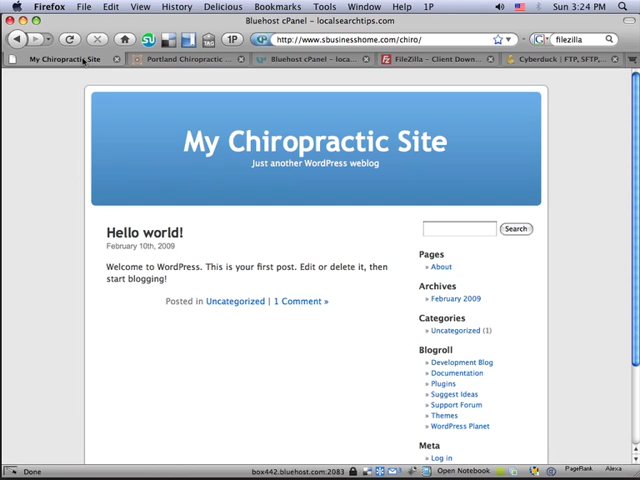 Firefox File Edit View History Delicious Bookmarks Tools Window Help 1P Sun 3:24 PM
Bluehost cPanel – localsearchtips.com
1P http://www.sbusinesshome.com/chiro/ filezilla
My Chiropractic Site Portland Chiropractic ... Bluehost cPanel – loca... FileZilla – Client Down... Cyberduck | FTP, SFTP,...
My Chiropractic Site
Just another WordPress weblog
Hello world!
February 10th, 2009
Welcome to WordPress. This is your first post. Edit or delete it, then
start blogging!
Posted in Uncategorized | 1 Comment »
Search
Pages
» About
Archives
» February 2009
Categories
» Uncategorized (1)
Blogroll
» Development Blog
» Documentation
» Plugins
» Suggest Ideas
» Support Forum
» Themes
» WordPress Planet
Meta
» Log in
Done box442.bluehost.com:2083 Open Notebook PageRank Alexa